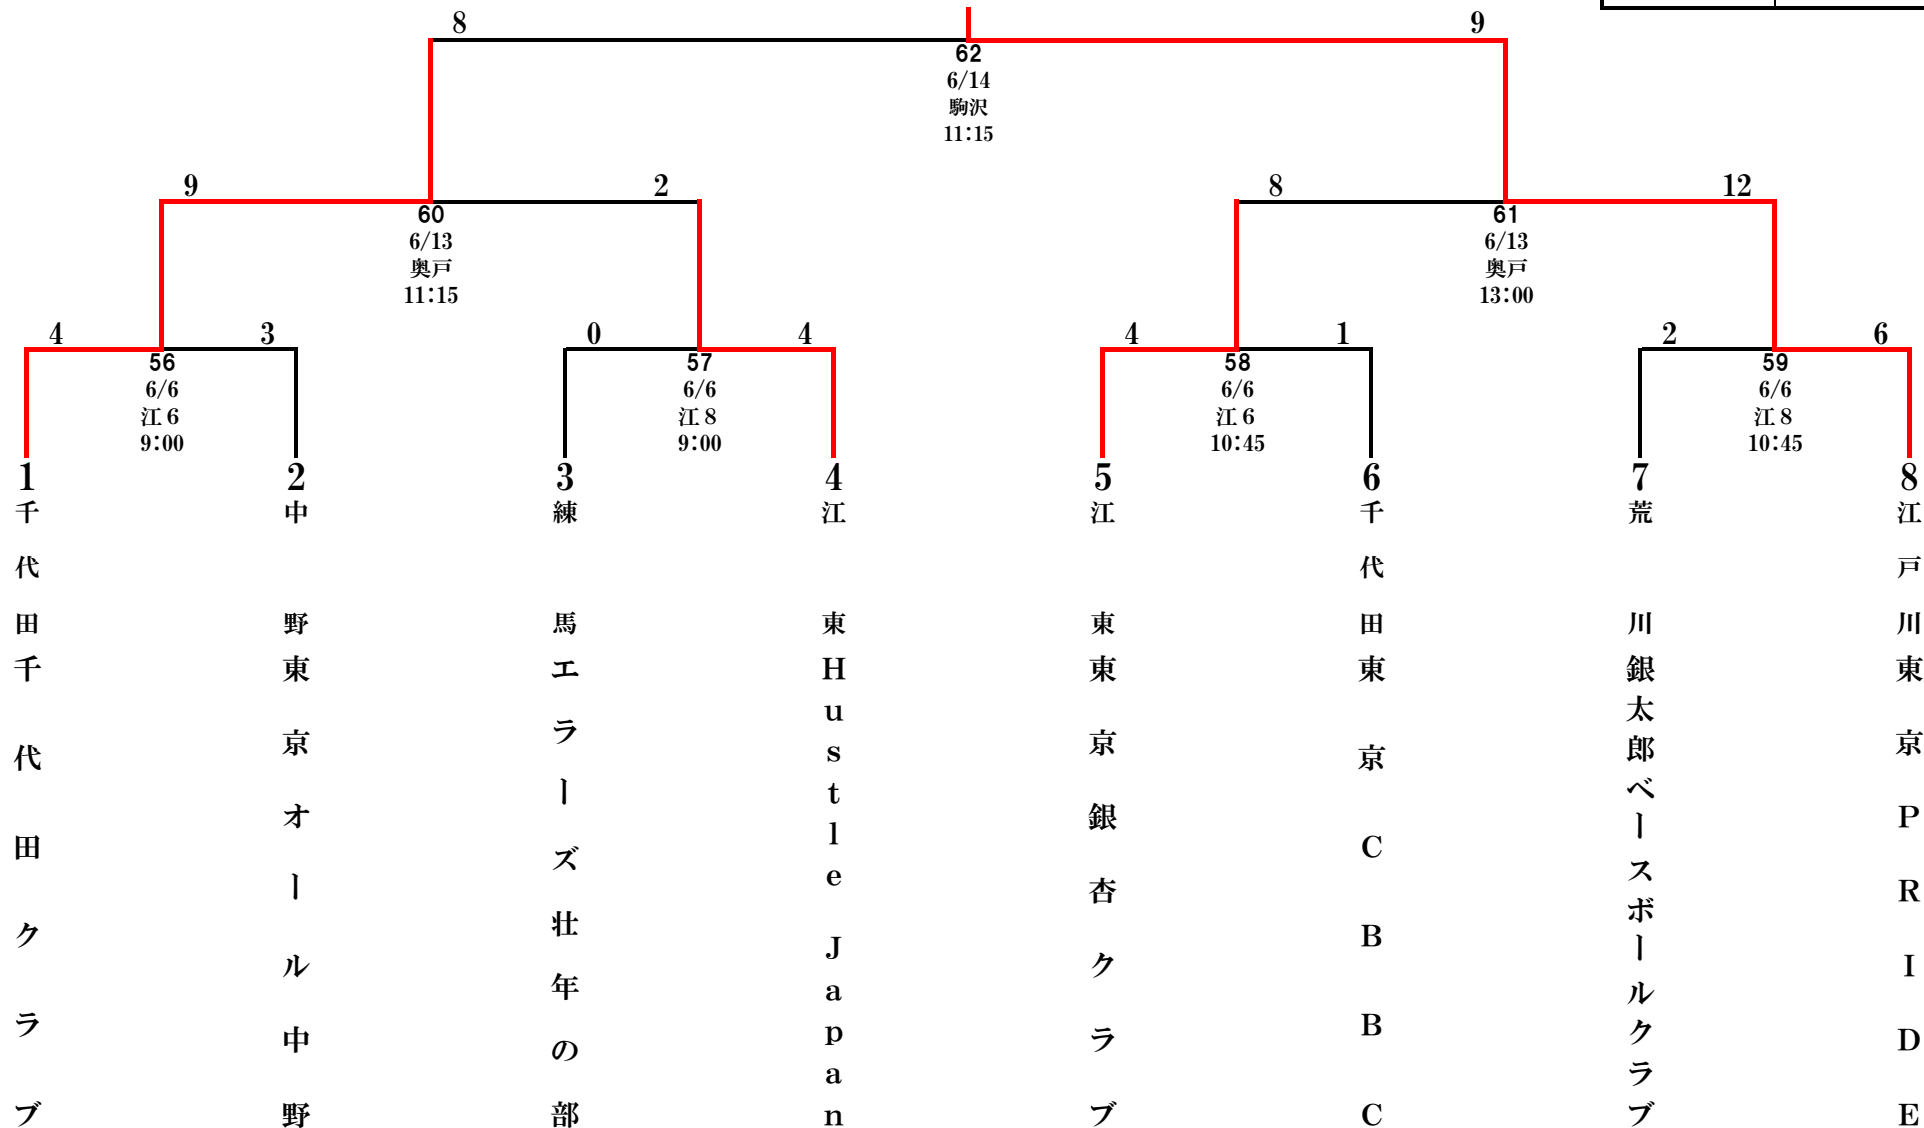 8
9
62
6/14
駒沢
11:15
9
2
8
12
60
6/13
奥戸
11:15
61
6/13
奥戸
13:00
4
3
0
4
4
1
2
6
56
6/6
江6
9:00
57
6/6
江8
9:00
58
6/6
江6
10:45
59
6/6
江8
10:45
1
千代田
千代田クラブ
2
中野
東京オール中野
3
練馬
エラーズ壮年の部
4
江東
Hustle Japan
5
江東
東京銀杏クラブ
6
千代田
東京CBBC
7
荒川
銀太郎ベースボールクラブ
8
江戸川
東京PRIDE